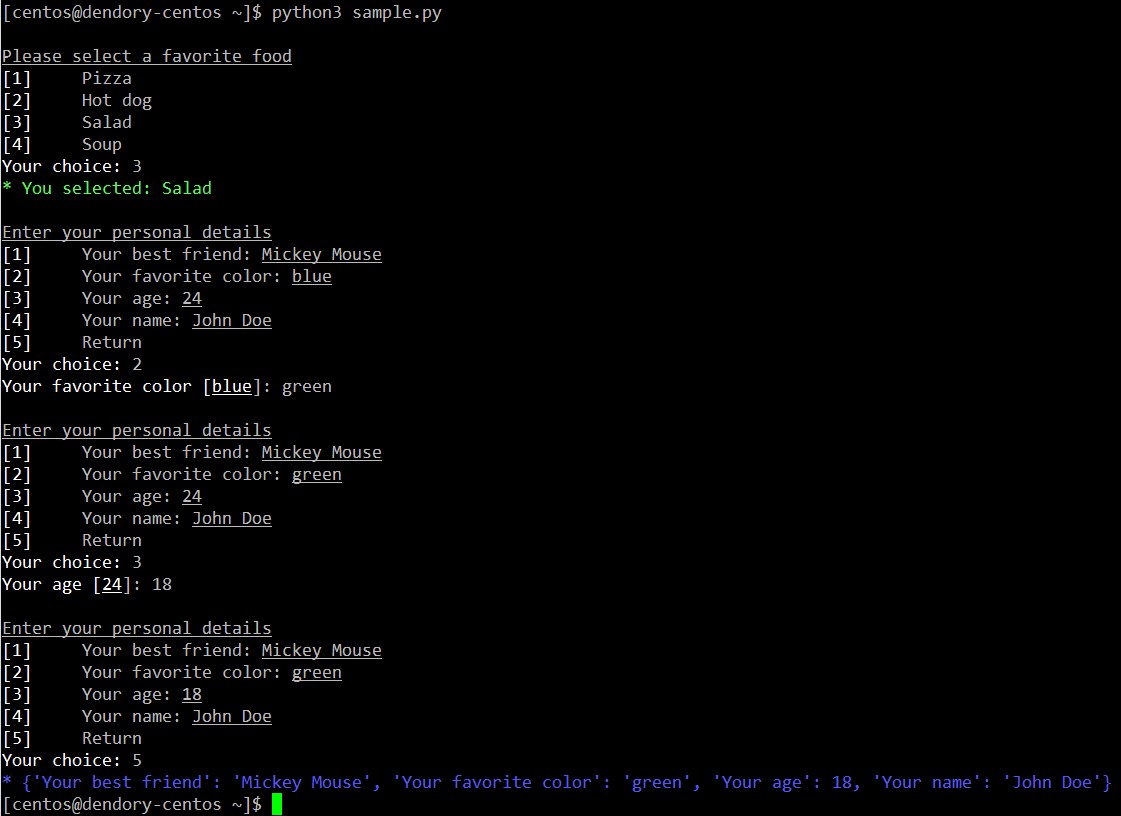 [centos@dendory-centos ~]$ python3 sample.py
Please select a favorite food
[1]     Pizza
[2]     Hot dog
[3]     Salad
[4]     Soup
Your choice: 3
* You selected: Salad
Enter your personal details
[1]     Your best friend: Mickey Mouse
[2]     Your favorite color: blue
[3]     Your age: 24
[4]     Your name: John Doe
[5]     Return
Your choice: 2
Your favorite color [blue]: green
Enter your personal details
[1]     Your best friend: Mickey Mouse
[2]     Your favorite color: green
[3]     Your age: 24
[4]     Your name: John Doe
[5]     Return
Your choice: 3
Your age [24]: 18
Enter your personal details
[1]     Your best friend: Mickey Mouse
[2]     Your favorite color: green
[3]     Your age: 18
[4]     Your name: John Doe
[5]     Return
Your choice: 5
* {'Your best friend': 'Mickey Mouse', 'Your favorite color': 'green', 'Your age': 18, 'Your name': 'John Doe'}
[centos@dendory-centos ~]$